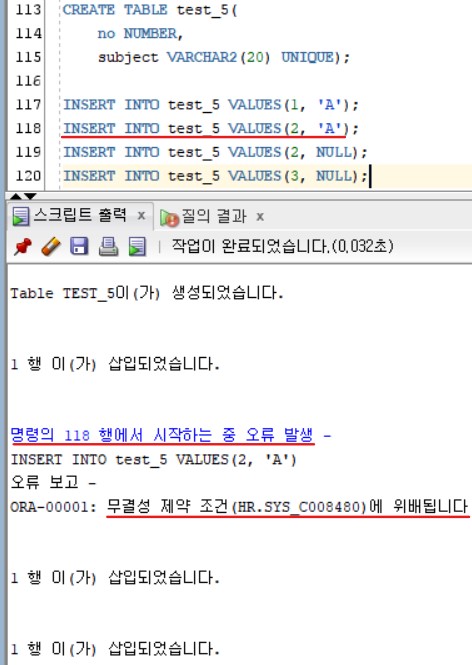 113 CREATE TABLE test_5(
114 no NUMBER,
115 subject VARCHAR2(20) UNIQUE);
116
117 INSERT INTO test_5 VALUES(1, 'A');
118 INSERT INTO test_5 VALUES(2, 'A');
119 INSERT INTO test_5 VALUES(2, NULL);
120 INSERT INTO test_5 VALUES(3, NULL);
스크립트 출력 x 질의 결과 x
작업이 완료되었습니다.(0,032초)
Table TEST_5이(가) 생성되었습니다.
1 행 이(가) 삽입되었습니다.
명령의 118 행에서 시작하는 중 오류 발생 -
INSERT INTO test_5 VALUES(2, 'A')
오류 보고 -
ORA-00001: 무결성 제약 조건(HR.SYS_C008480)에 위배됩니다
1 행 이(가) 삽입되었습니다.
1 행 이(가) 삽입되었습니다.